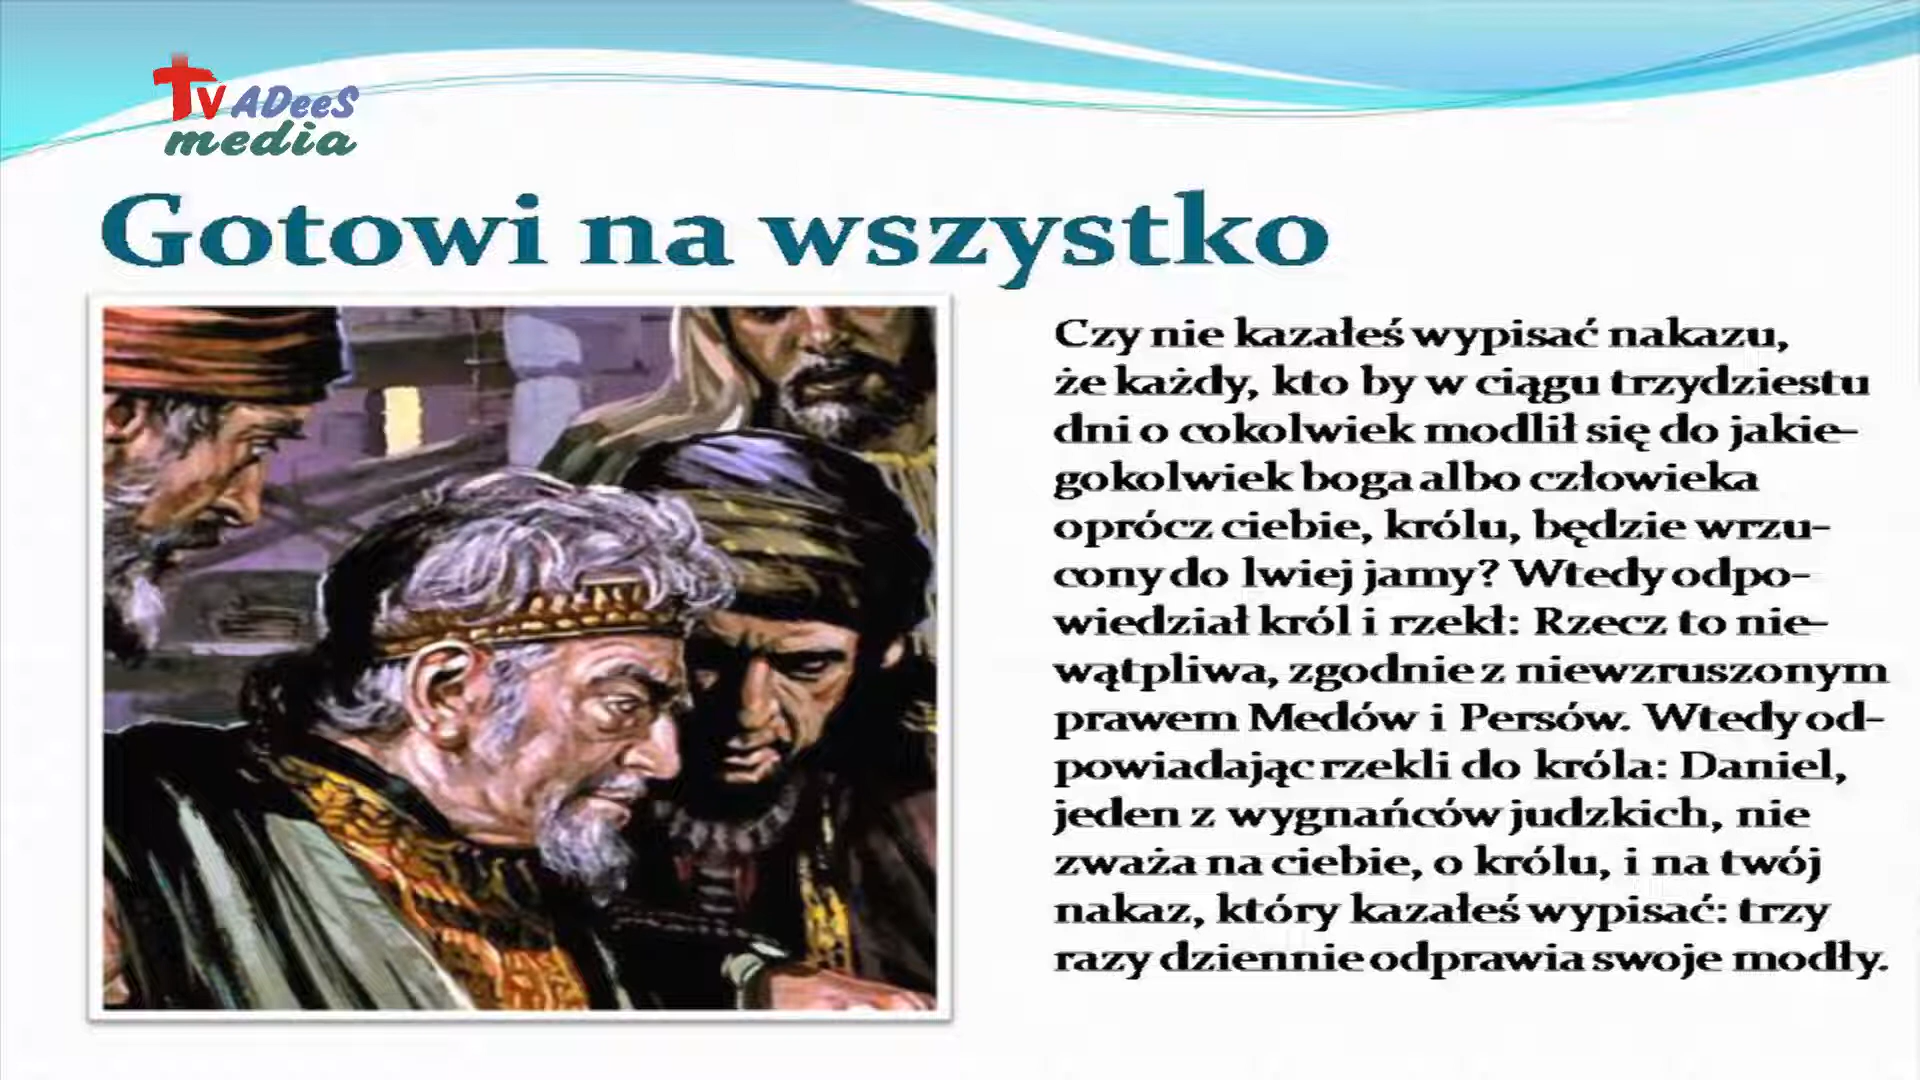 TV ADeeS
media
Gotowi na wszystko
Czy nie kazałeś wypisać nakazu,
że każdy, kto by w ciągu trzydziestu
dni o cokolwiek modlił się do jakie-
gokolwiek boga albo człowieka
oprócz ciebie, królu, będzie wrzu-
cony do lwiej jamy? Wtedy odpo-
wiedział król i rzekł: Rzecz to nie-
wątpliwa, zgodnie z niewzruszonym
prawem Medów i Persów. Wtedy od-
powiadając rzekli do króla: Daniel,
jeden z wygnańców judzkich, nie
zważa na ciebie, o królu, i na twój
nakaz, który kazałeś wypisać: trzy
razy dziennie odprawia swoje modły.